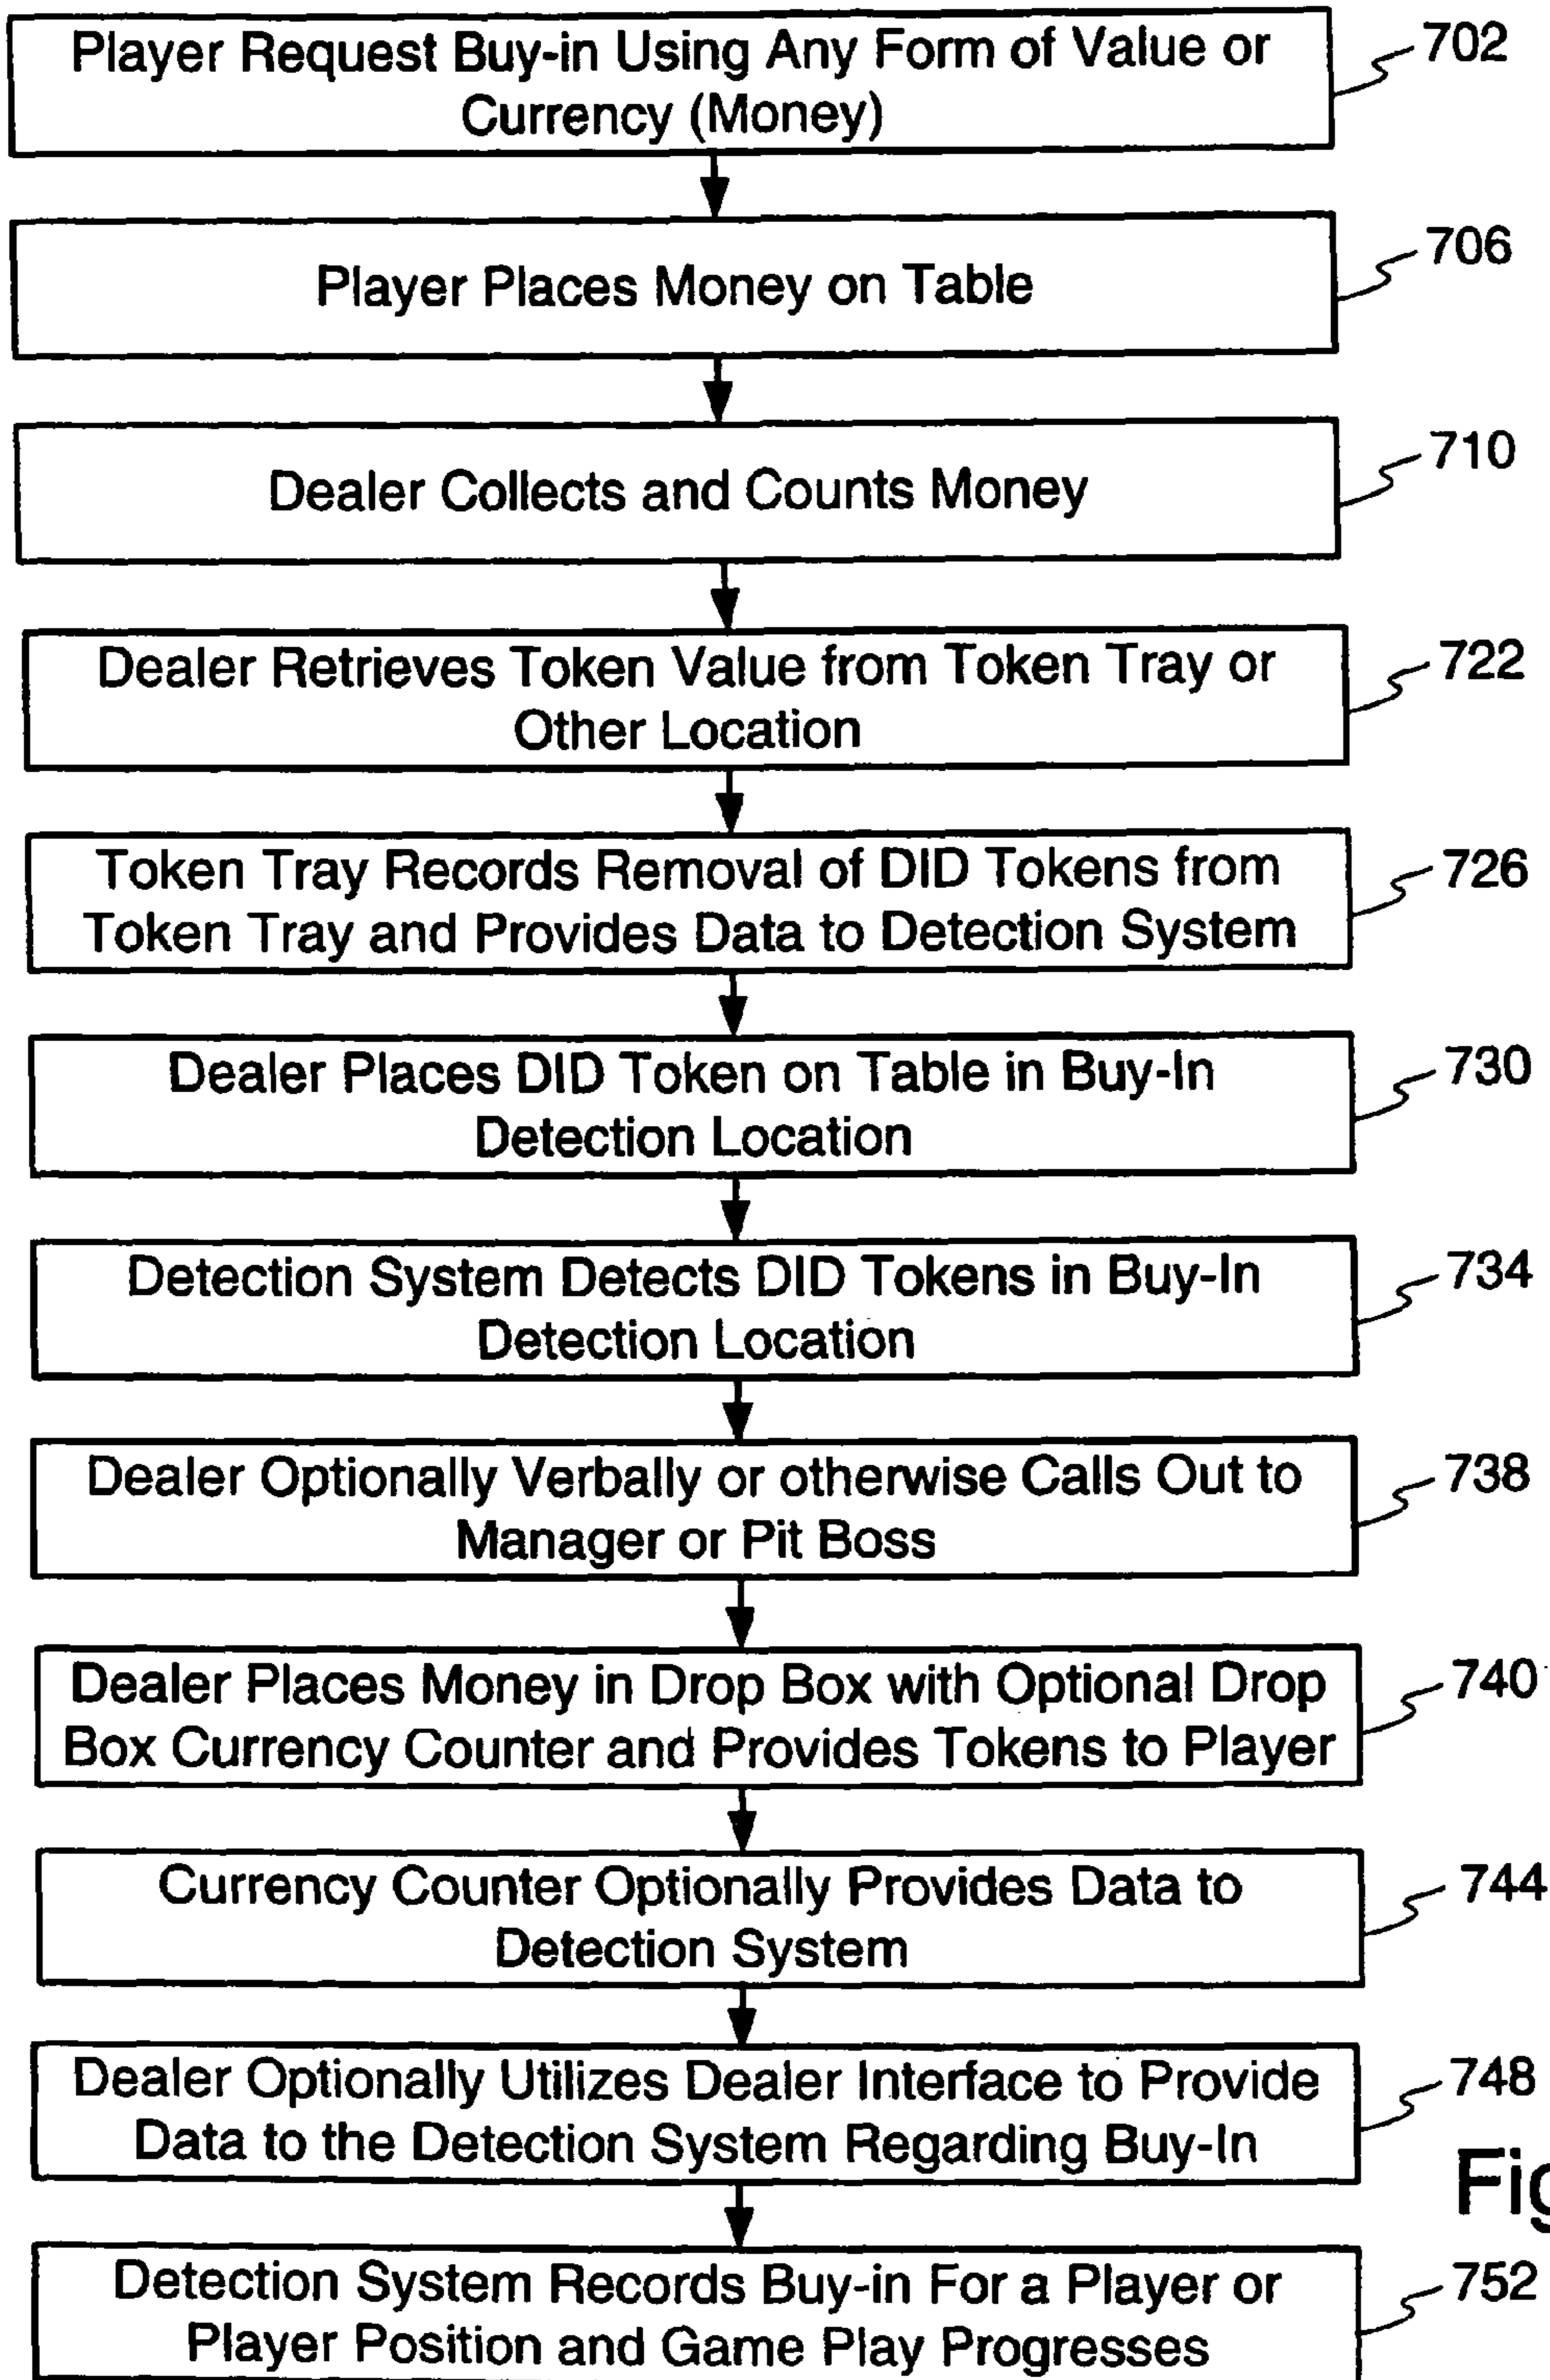 Player Request Buy-in Using Any Form of Value or
Currency (Money)
702
Player Places Money on Table
706
Dealer Collects and Counts Money
710
Dealer Retrieves Token Value from Token Tray or
Other Location
722
Token Tray Records Removal of DID Tokens from
Token Tray and Provides Data to Detection System
726
Dealer Places DID Token on Table in Buy-In
Detection Location
730
Detection System Detects DID Tokens in Buy-In
Detection Location
734
Dealer Optionally Verbally or otherwise Calls Out to
Manager or Pit Boss
738
Dealer Places Money in Drop Box with Optional Drop
Box Currency Counter and Provides Tokens to Player
740
Currency Counter Optionally Provides Data to
Detection System
744
Dealer Optionally Utilizes Dealer Interface to Provide
Data to the Detection System Regarding Buy-In
748
Detection System Records Buy-in For a Player or
Player Position and Game Play Progresses
752